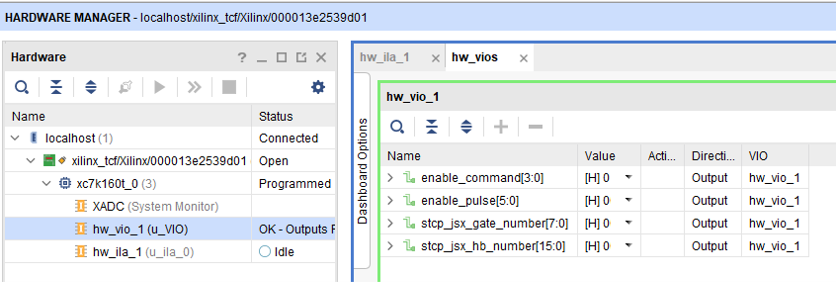 HARDWARE MANAGER - localhost/xilinx_tcf/Xilinx/000013e2539d01
Hardware
Name Status
localhost (1) Connected
xilinx_tcf/Xilinx/000013e2539d01 Open
xc7k160t_0 (3) Programmed
XADC (System Monitor)
hw_vio_1 (u_VIO) OK - Outputs F
hw_ila_1 (u_ila_0) Idle
hw_ila_1 hw_vios
Dashboard Options
hw_vio_1
Name Value Acti... Directi... VIO
enable_command[3:0] [H] 0 Output hw_vio_1
enable_pulse[5:0] [H] 0 Output hw_vio_1
stcp_jsx_gate_number[7:0] [H] 0 Output hw_vio_1
stcp_jsx_hb_number[15:0] [H] 0 Output hw_vio_1